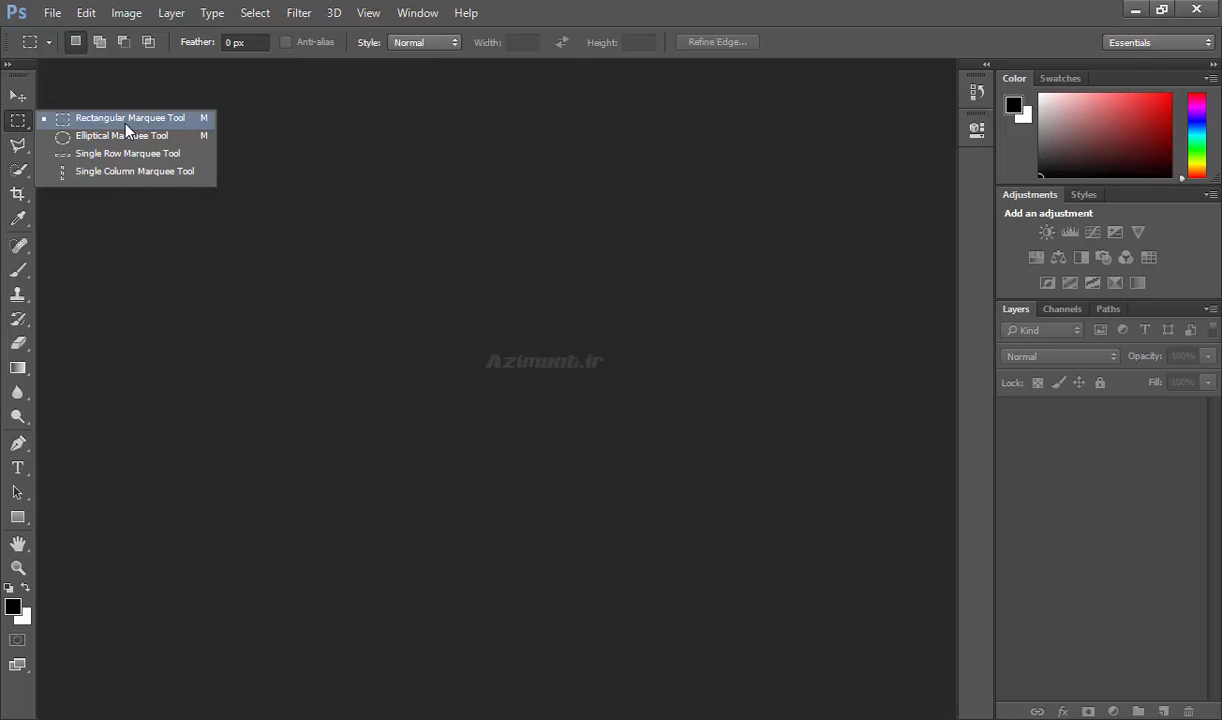 Ps File Edit Image Layer Type Select Filter 3D View Window Help
Feather: 0 px Anti-alias Style: Normal Width: Height: Refine Edge... Essentials
Color Swatches
Rectangular Marquee Tool M
Elliptical Marquee Tool M
Single Row Marquee Tool
Single Column Marquee Tool
Adjustments Styles
Add an adjustment
Layers Channels Paths
Kind
Normal Opacity: 100%
Azimont.ir
Lock: Fill: 100%
T